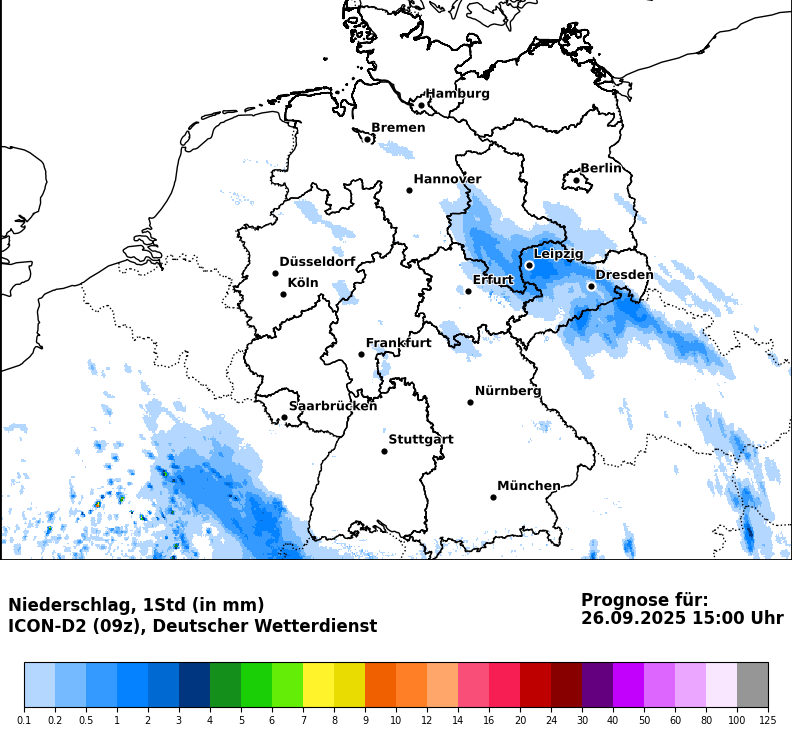 Hamburg
Bremen
Berlin
Hannover
Leipzig
Düsseldorf
Dresden
Köln
Erfurt
Frankfurt
Nürnberg
Saarbrücken
Stuttgart
München
Niederschlag, 1Std (in mm)
ICON-D2 (09z), Deutscher Wetterdienst
Prognose für:
26.09.2025 15:00 Uhr
0.1 0.2 0.5 1 2 3 4 5 6 7 8 9 10 12 14 16 20 24 30 40 50 60 80 100 125